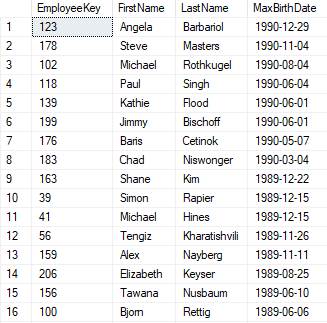 EmployeeKey FirstName LastName MaxBirthDate
1 123 Angela Barbariol 1990-12-29
2 178 Steve Masters 1990-11-04
3 102 Michael Rothkugel 1990-08-04
4 118 Paul Singh 1990-06-04
5 139 Kathie Flood 1990-06-01
6 199 Jimmy Bischoff 1990-06-01
7 176 Baris Cetinok 1990-05-07
8 183 Chad Niswonger 1990-03-04
9 163 Shane Kim 1989-12-22
10 39 Simon Rapier 1989-12-15
11 41 Michael Hines 1989-12-15
12 56 Tengiz Kharatishvili 1989-11-26
13 159 Alex Nayberg 1989-11-11
14 206 Elizabeth Keyser 1989-08-25
15 156 Tawana Nusbaum 1989-06-10
16 100 Bjorn Rettig 1989-06-06